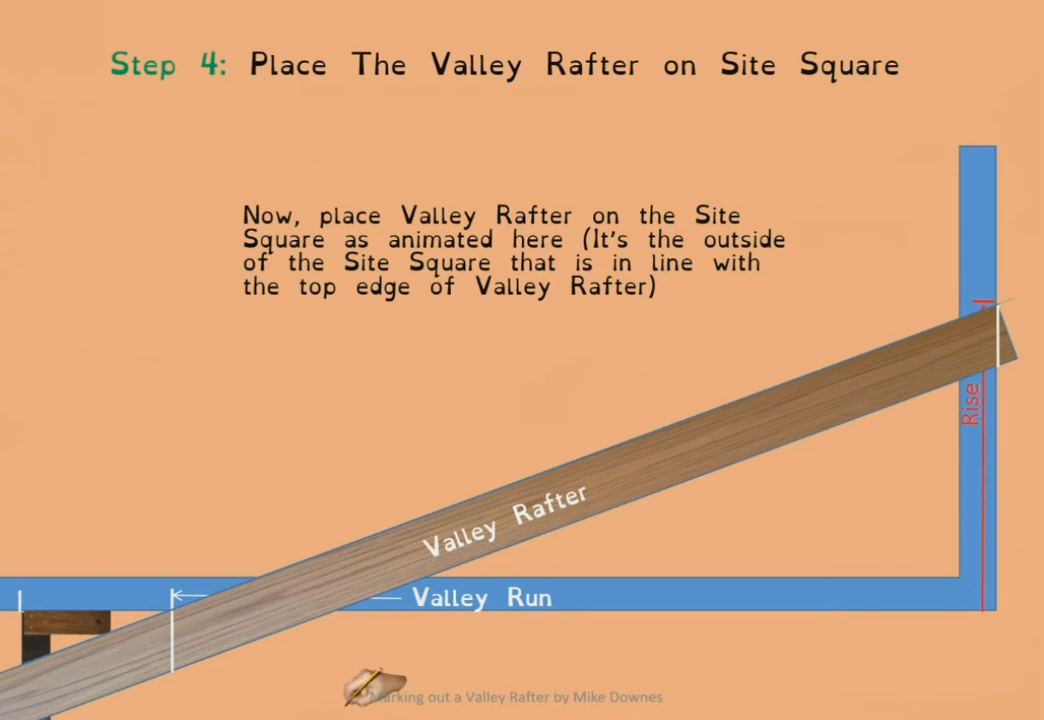 Step 4: Place The Valley Rafter on Site Square
Now, place Valley Rafter on the Site
Square as animated here (It's the outside
of the Site Square that is in line with
the top edge of Valley Rafter)
Rise
Valley Rafter
Valley Run
Marking out a Valley Rafter by Mike Downes